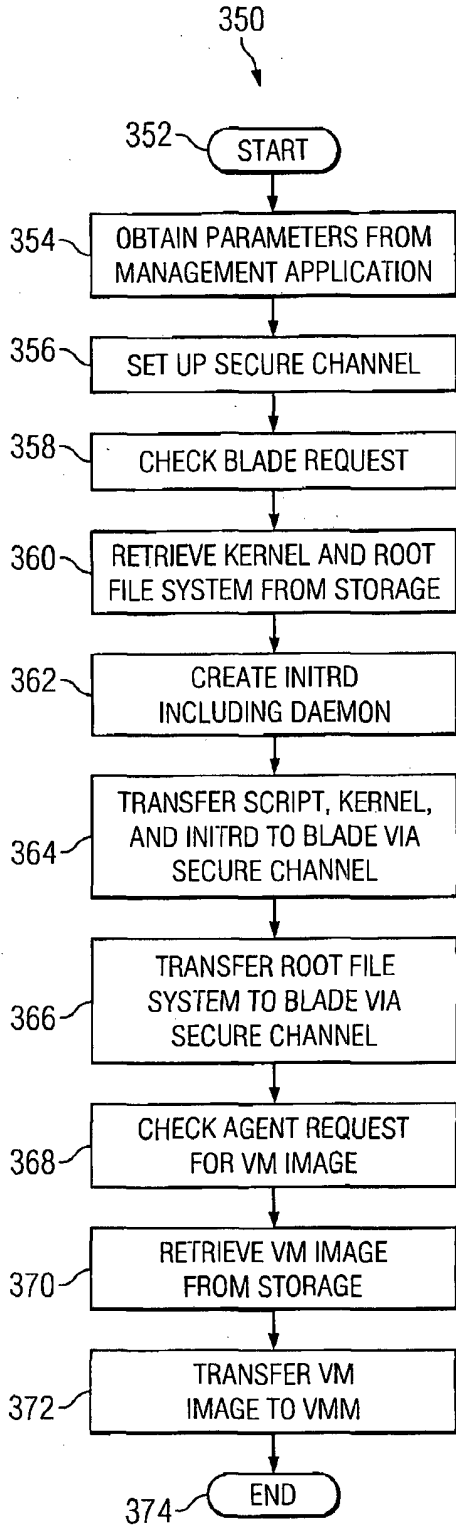 350
352
START
354
OBTAIN PARAMETERS FROM
MANAGEMENT APPLICATION
356
SET UP SECURE CHANNEL
358
CHECK BLADE REQUEST
360
RETRIEVE KERNEL AND ROOT
FILE SYSTEM FROM STORAGE
362
CREATE INITRD
INCLUDING DAEMON
364
TRANSFER SCRIPT, KERNEL,
AND INITRD TO BLADE VIA
SECURE CHANNEL
366
TRANSFER ROOT FILE
SYSTEM TO BLADE VIA
SECURE CHANNEL
368
CHECK AGENT REQUEST
FOR VM IMAGE
370
RETRIEVE VM IMAGE
FROM STORAGE
372
TRANSFER VM
IMAGE TO VMM
374
END